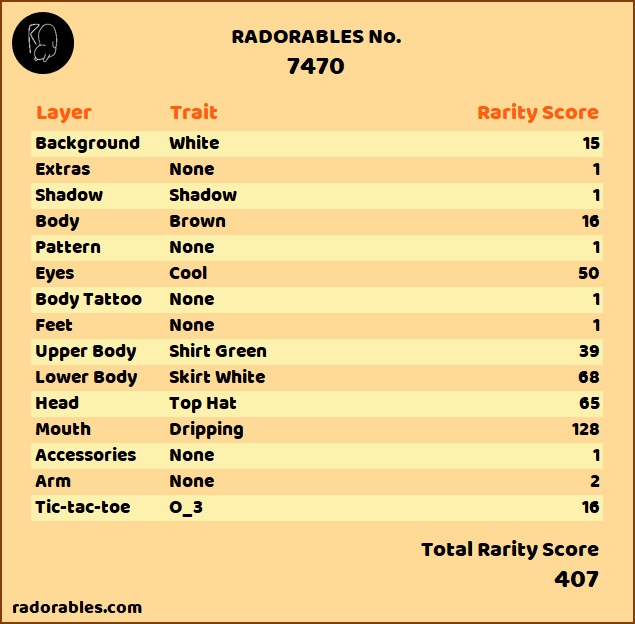 RADORABLES No.
7470
Layer Trait Rarity Score
Background White 15
Extras None 1
Shadow Shadow 1
Body Brown 16
Pattern None 1
Eyes Cool 50
Body Tattoo None 1
Feet None 1
Upper Body Shirt Green 39
Lower Body Skirt White 68
Head Top Hat 65
Mouth Dripping 128
Accessories None 1
Arm None 2
Tic-tac-toe O_3 16
Total Rarity Score
407
radorables.com